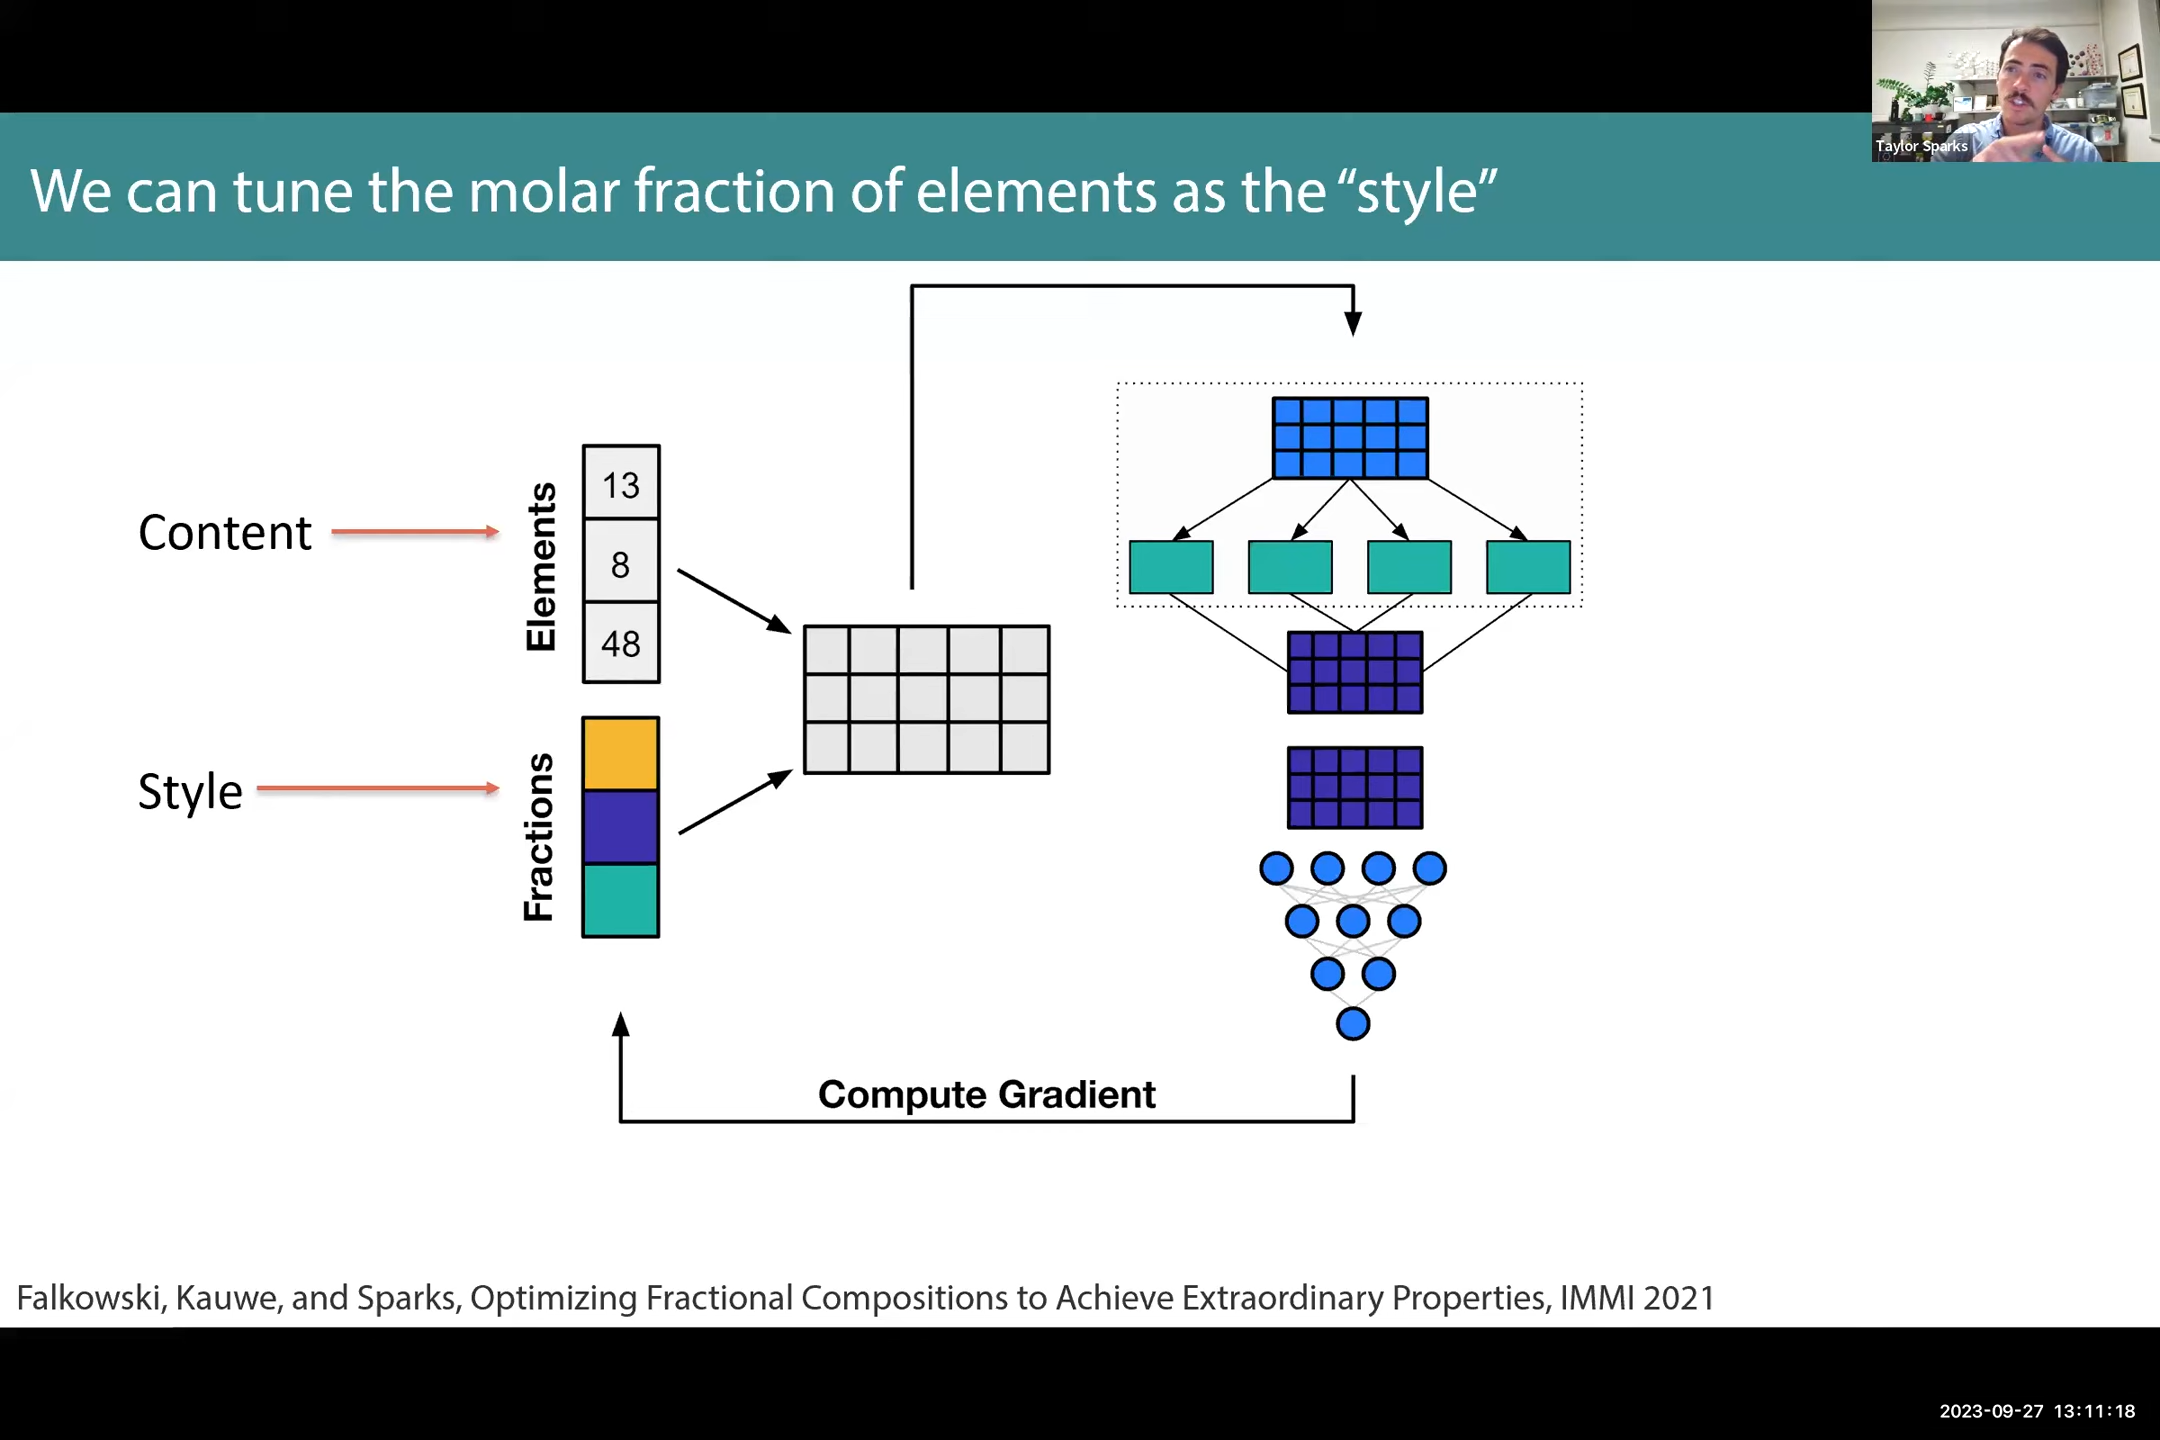 Taylor Sparks
We can tune the molar fraction of elements as the “style”
Content
Elements
13
8
48
Style
Fractions
Compute Gradient
Falkowski, Kauwe, and Sparks, Optimizing Fractional Compositions to Achieve Extraordinary Properties, IMMI 2021
2023-09-27 13:11:18